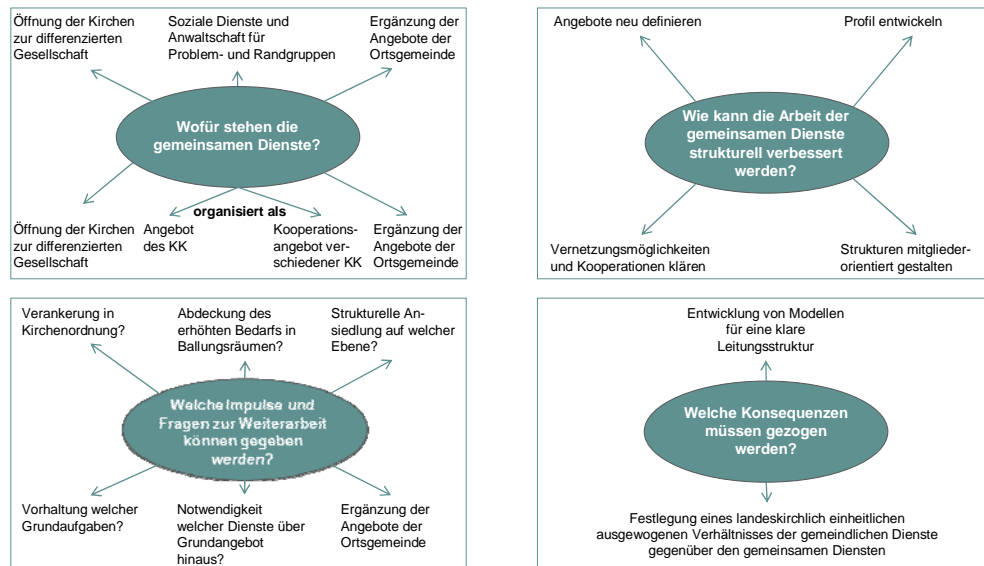 Öffnung der Kirchen
zur differenzierten
Gesellschaft
Soziale Dienste und
Anwaltschaft für
Problem- und Randgruppen
Ergänzung der
Angebote der
Ortsgemeinde
Wofür stehen die
gemeinsamen Dienste?
organisiert als
Öffnung der Kirchen
zur differenzierten
Gesellschaft
Angebot
des KK
Kooperations-
angebot ver-
schiedener KK
Ergänzung der
Angebote der
Ortsgemeinde
Angebote neu definieren
Profil entwickeln
Wie kann die Arbeit der
gemeinsamen Dienste
strukturell verbessert
werden?
Vernetzungsmöglichkeiten
und Kooperationen klären
Strukturen mitglieder-
orientiert gestalten
Verankerung in
Kirchenordnung?
Abdeckung des
erhöhten Bedarfs in
Ballungsräumen?
Strukturelle An-
siedlung auf welcher
Ebene?
Welche Impulse und
Fragen zur Weiterarbeit
können gegeben
werden?
Vorhaltung welcher
Grundaufgaben?
Notwendigkeit
welcher Dienste über
Grundangebot
hinaus?
Ergänzung der
Angebote der
Ortsgemeinde
Entwicklung von Modellen
für eine klare
Leitungsstruktur
Welche Konsequenzen
müssen gezogen
werden?
Festlegung eines landeskirchlich einheitlichen
ausgewogenen Verhältnisses der gemeindlichen Dienste
gegenüber den gemeinsamen Diensten